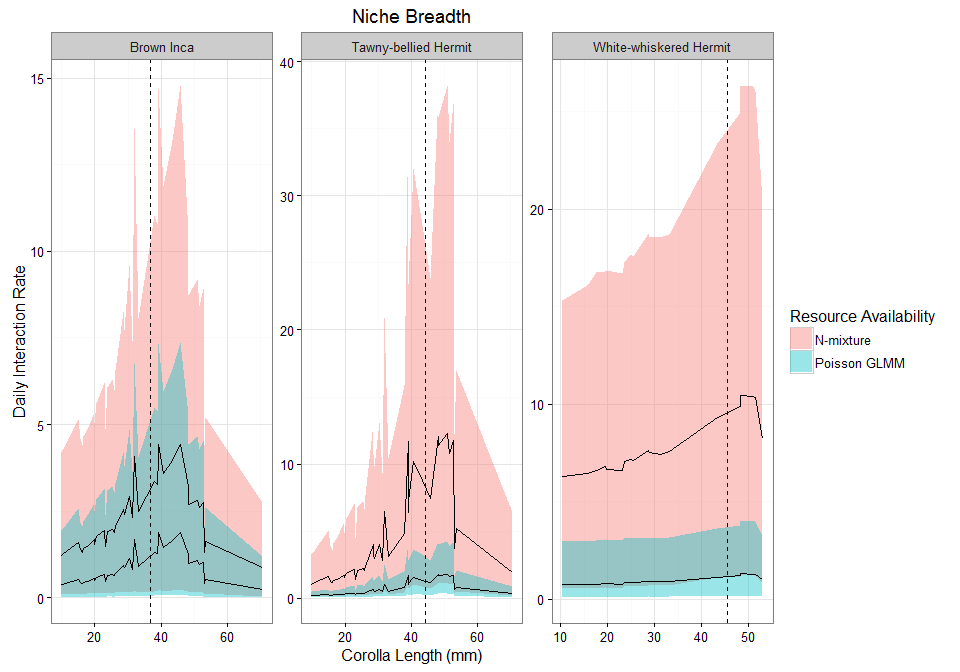 Niche Breadth
Brown Inca
Tawny-bellied Hermit
White-whiskered Hermit
Daily Interaction Rate
15
10
5
0
40
30
20
10
0
20
10
0
20 40 60
20 40 60
10 20 30 40 50
Corolla Length (mm)
Resource Availability
N-mixture
Poisson GLMM